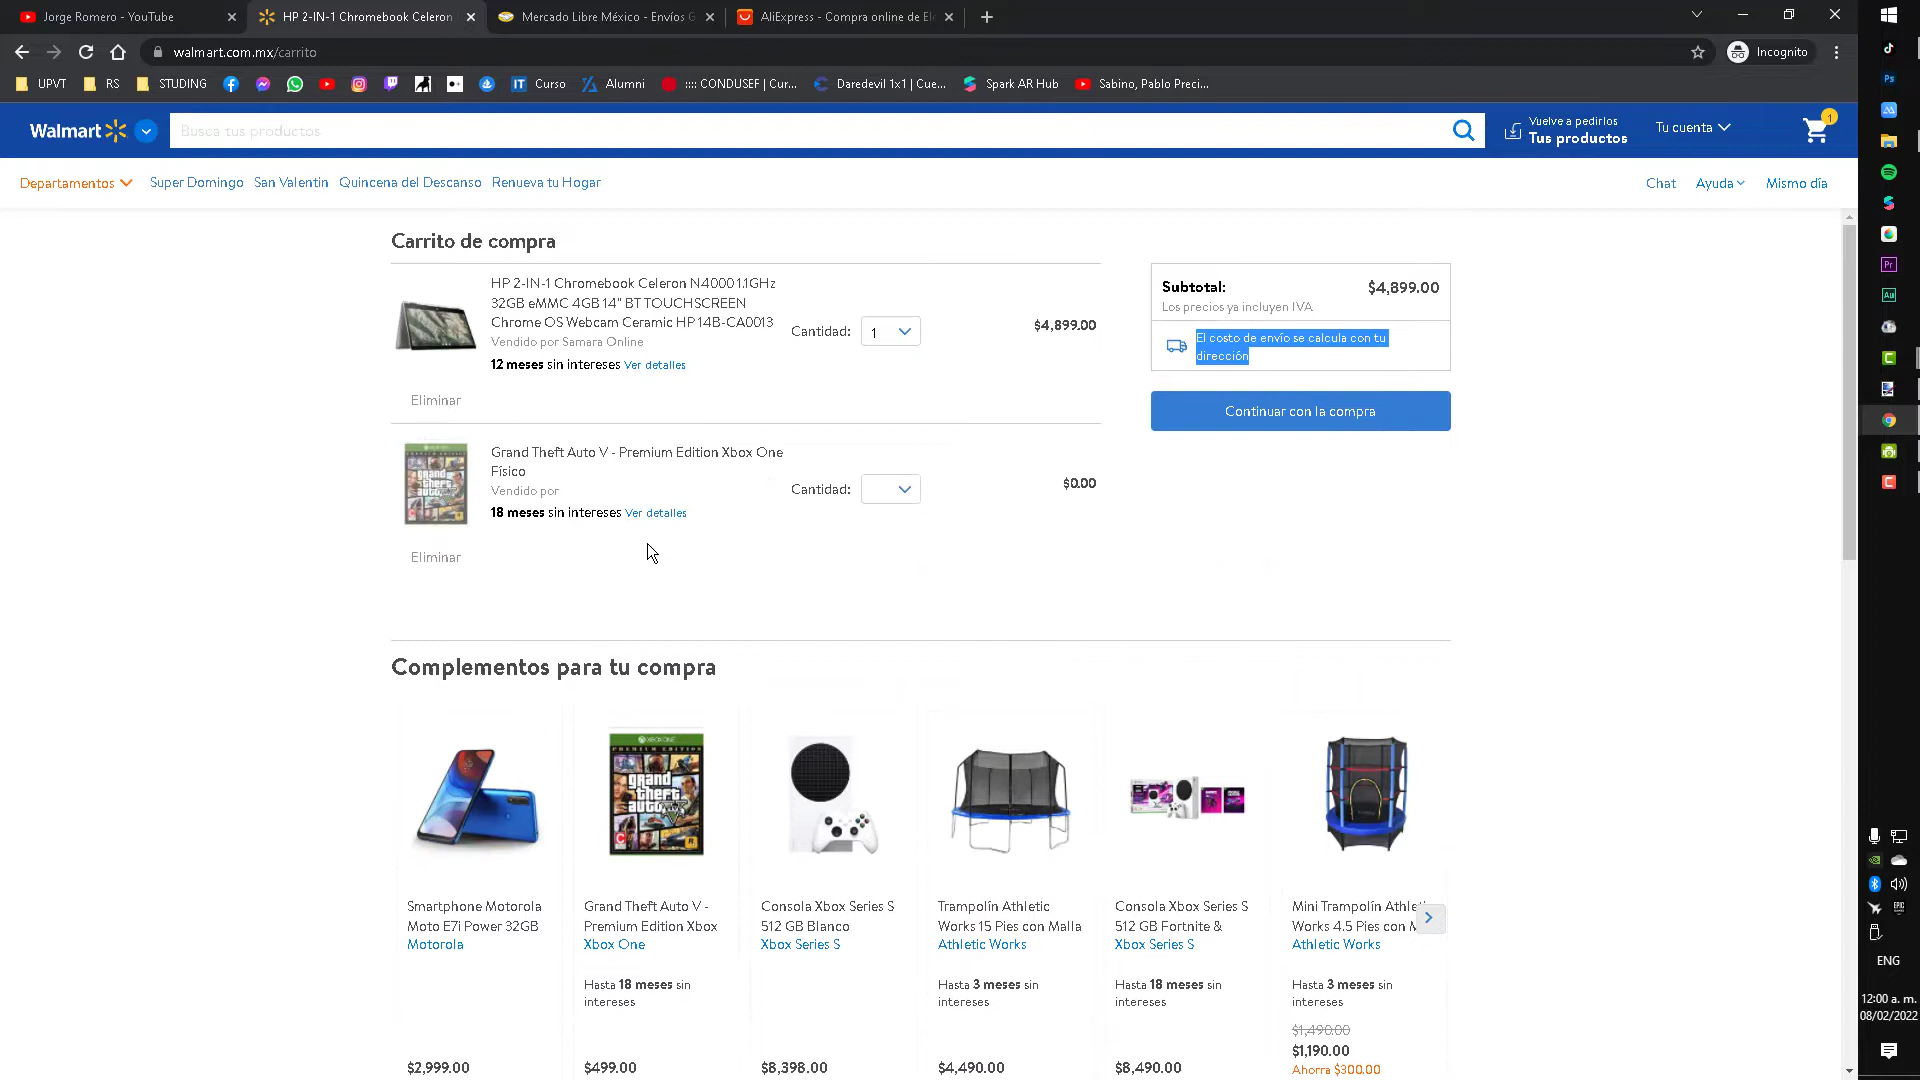 Jorge Romero - YouTube
HP 2-IN-1 Chromebook Celeron
Mercado Libre México - Envíos G
AliExpress - Compra online de Ele
walmart.com.mx/carrito
Incognito
UPVT
RS
STUDING
IT Curso
Alumni
:::: CONDUSEF | Cur...
Daredevil 1x1 | Cue...
Spark AR Hub
Sabino, Pablo Preci...
Walmart
Busca tus productos
Vuelve a pedirlos
Tus productos
Tu cuenta
1
Departamentos
Super Domingo
San Valentin
Quincena del Descanso
Renueva tu Hogar
Chat
Ayuda
Mismo día
Carrito de compra
HP 2-IN-1 Chromebook Celeron N4000 1.1GHz
32GB eMMC 4GB 14" BT TOUCHSCREEN
Chrome OS Webcam Ceramic HP 14B-CA0013
Vendido por Samara Online
12 meses sin intereses Ver detalles
Cantidad: 1
$4,899.00
Eliminar
Subtotal: $4,899.00
Los precios ya incluyen IVA.
El costo de envío se calcula con tu
dirección
Continuar con la compra
Grand Theft Auto V - Premium Edition Xbox One
Físico
Vendido por
18 meses sin intereses Ver detalles
Cantidad:
$0.00
Eliminar
Complementos para tu compra
PREMIUM EDITION
grand
theft
auto
Smartphone Motorola
Moto E7i Power 32GB
Motorola
$2,999.00
Grand Theft Auto V -
Premium Edition Xbox
Xbox One
Hasta 18 meses sin
intereses
$499.00
Consola Xbox Series S
512 GB Blanco
Xbox Series S
$8,398.00
Trampolín Athletic
Works 15 Pies con Malla
Athletic Works
Hasta 3 meses sin
intereses
$4,490.00
Consola Xbox Series S
512 GB Fortnite &
Xbox Series S
Hasta 18 meses sin
intereses
$8,490.00
Mini Trampolín Athletic
Works 4.5 Pies con M
Athletic Works
Hasta 3 meses sin
intereses
$1,490.00
$1,190.00
Ahorra $300.00
Ps
Pr
Au
EPIC
ENG
12:00 a. m.
08/02/2022